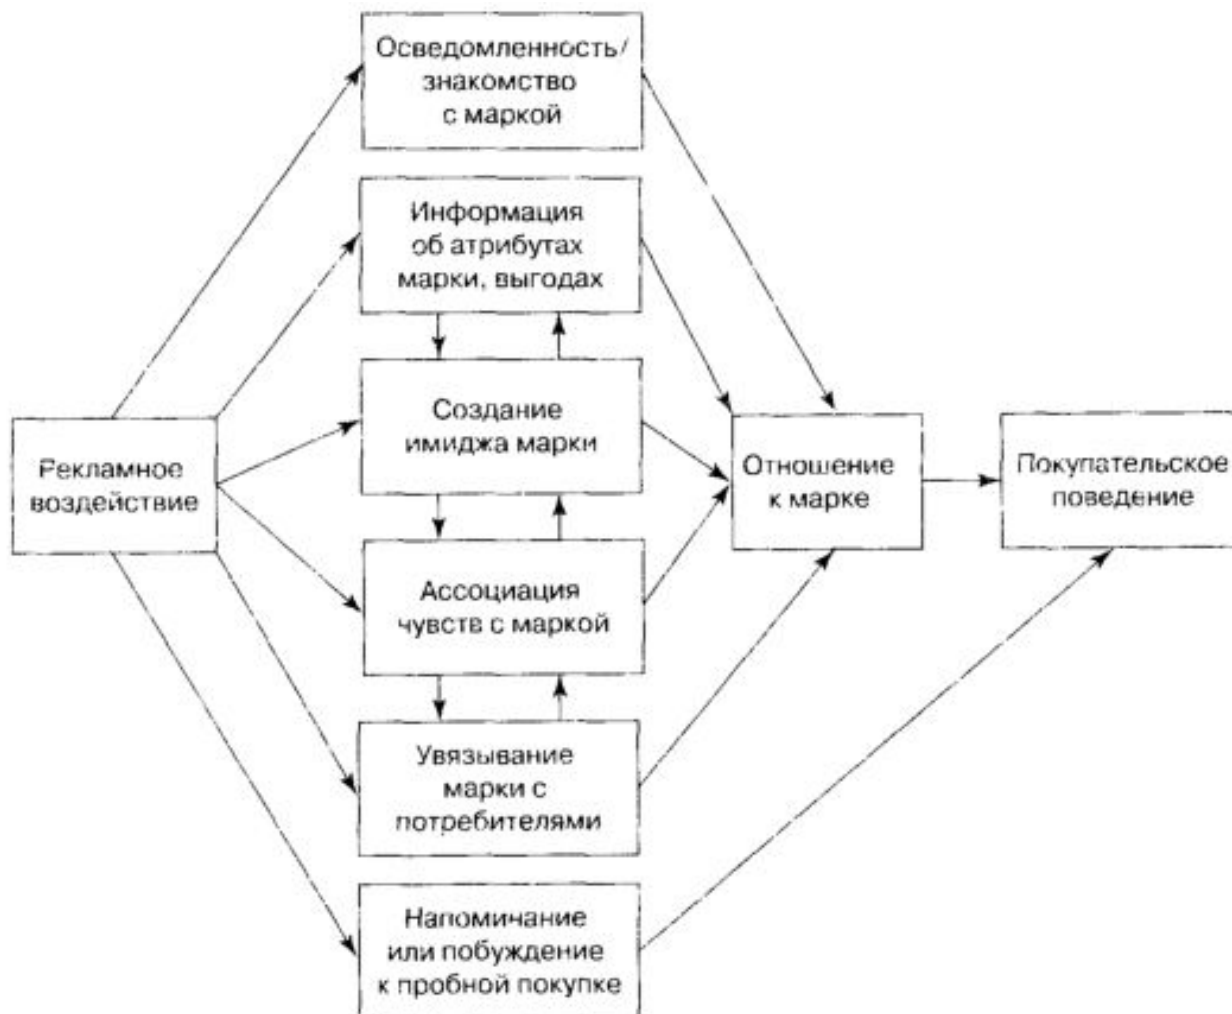 Осведомленность/
знакомство
с маркой
Информация
об атрибутах
марки, выгодах
Создание
имиджа марки
Рекламное
воздействие
Отношение
к марке
Покупательское
поведение
Ассоциация
чувств с маркой
Увязывание
марки с
потребителями
Напоминание
или побуждение
к пробной покупке